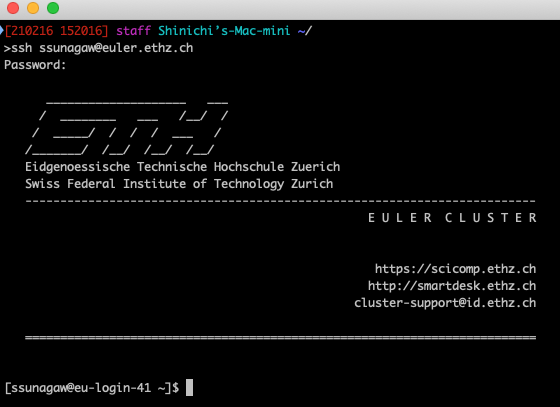 [210216 152016] staff Shinichi’s-Mac-mini ~/
>ssh ssunagaw@euler.ethz.ch
Password:
Eidgenoessische Technische Hochschule Zuerich
Swiss Federal Institute of Technology Zurich
E U L E R  C L U S T E R
https://scicomp.ethz.ch
http://smartdesk.ethz.ch
cluster-support@id.ethz.ch
[ssunagaw@eu-login-41 ~]$